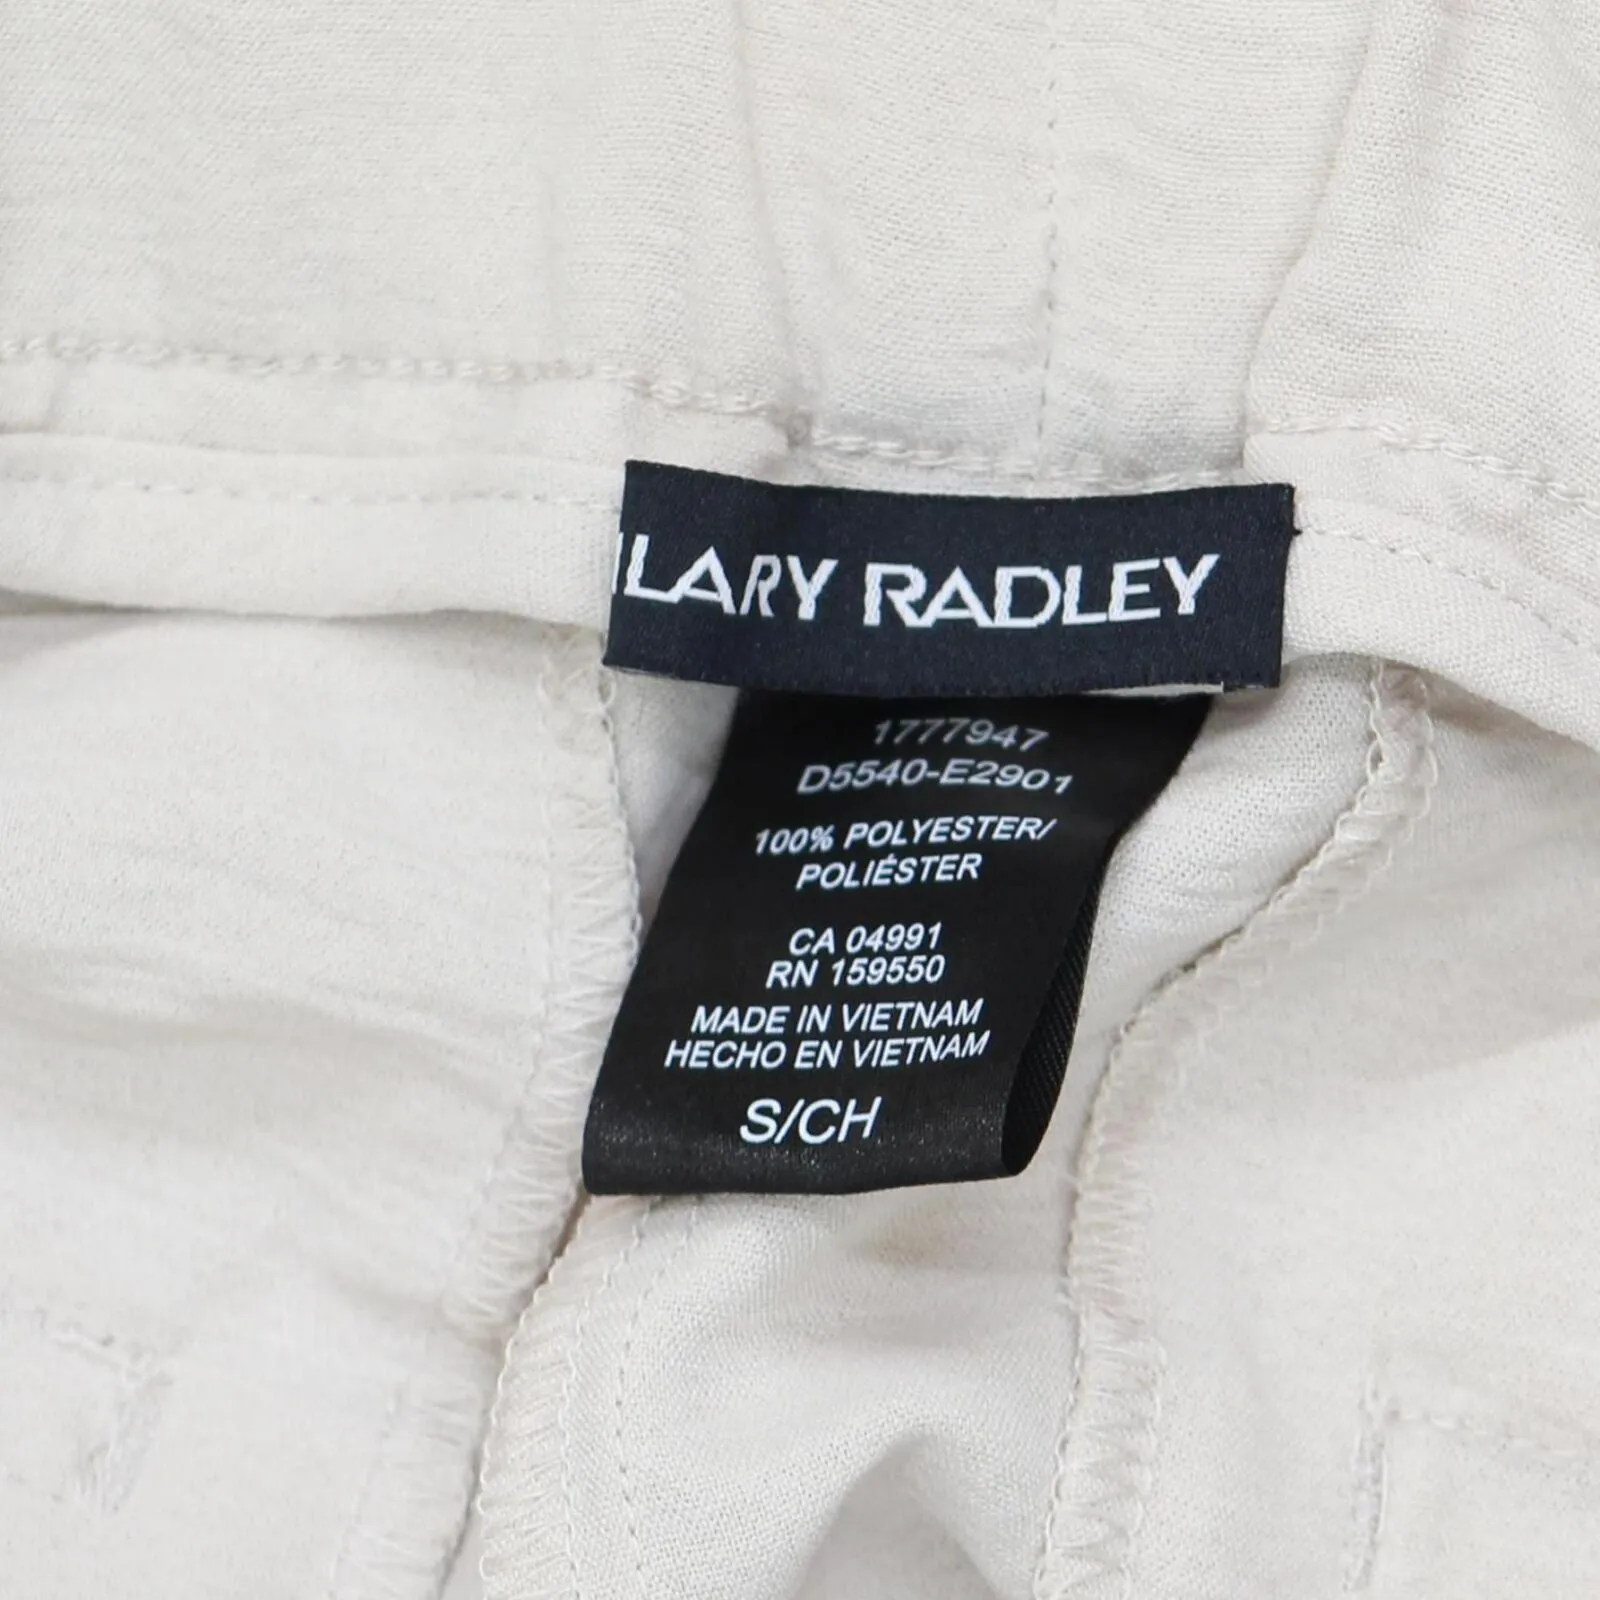 ILARY RADLEY
1777947
D5540-E2901
100% POLYESTER/
POLIÉSTER
CA 04991
RN 159550
MADE IN VIETNAM
HECHO EN VIETNAM
S/CH